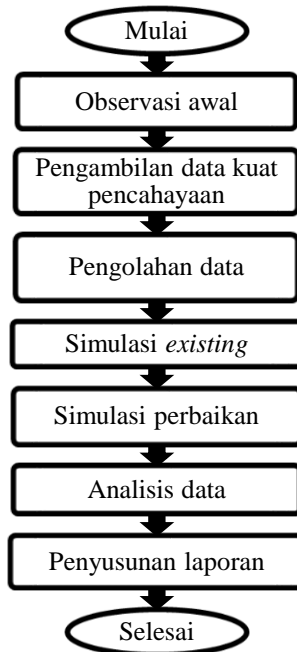 Mulai
Observasi awal
Pengambilan data kuat
pencahayaan
Pengolahan data
Simulasi existing
Simulasi perbaikan
Analisis data
Penyusunan laporan
Selesai